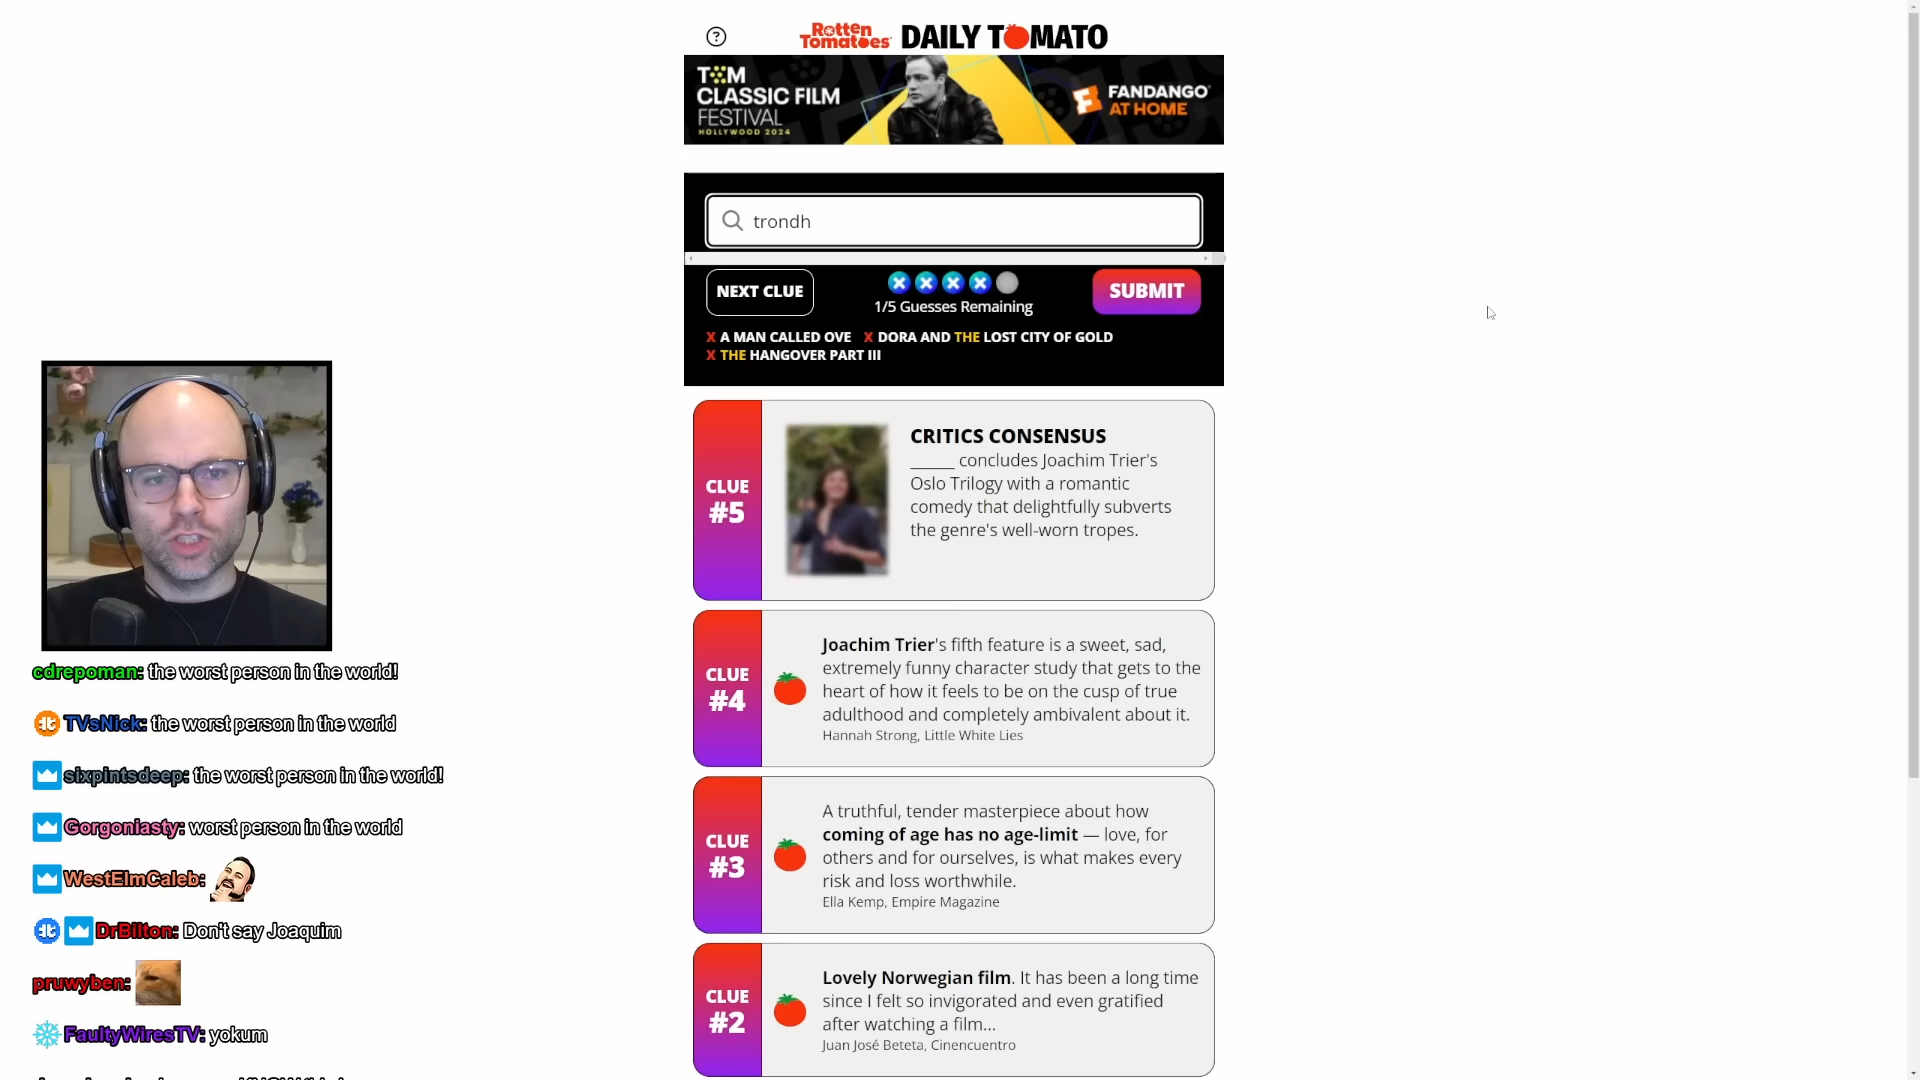 ?
Rotten
Tomatoes
DAILY TOMATO
TCM
CLASSIC FILM
FESTIVAL
HOLLYWOOD 2024
FANDANGO
AT HOME
trondh
NEXT CLUE
1/5 Guesses Remaining
SUBMIT
X A MAN CALLED OVE X DORA AND THE LOST CITY OF GOLD
X THE HANGOVER PART III
CLUE
#5
CRITICS CONSENSUS
______ concludes Joachim Trier's
Oslo Trilogy with a romantic
comedy that delightfully subverts
the genre's well-worn tropes.
CLUE
#4
Joachim Trier's fifth feature is a sweet, sad,
extremely funny character study that gets to the
heart of how it feels to be on the cusp of true
adulthood and completely ambivalent about it.
Hannah Strong, Little White Lies
CLUE
#3
A truthful, tender masterpiece about how
coming of age has no age-limit — love, for
others and for ourselves, is what makes every
risk and loss worthwhile.
Ella Kemp, Empire Magazine
CLUE
#2
Lovely Norwegian film. It has been a long time
since I felt so invigorated and even gratified
after watching a film...
Juan José Beteta, Cinencuentro
cdrepoman: the worst person in the world!
TVsNick: the worst person in the world
sixpintsdeep: the worst person in the world!
Gorgoniasty: worst person in the world
WestElmCaleb:
DrBilton: Don't say Joaquim
pruwyben:
FaultyWiresTV: yokum